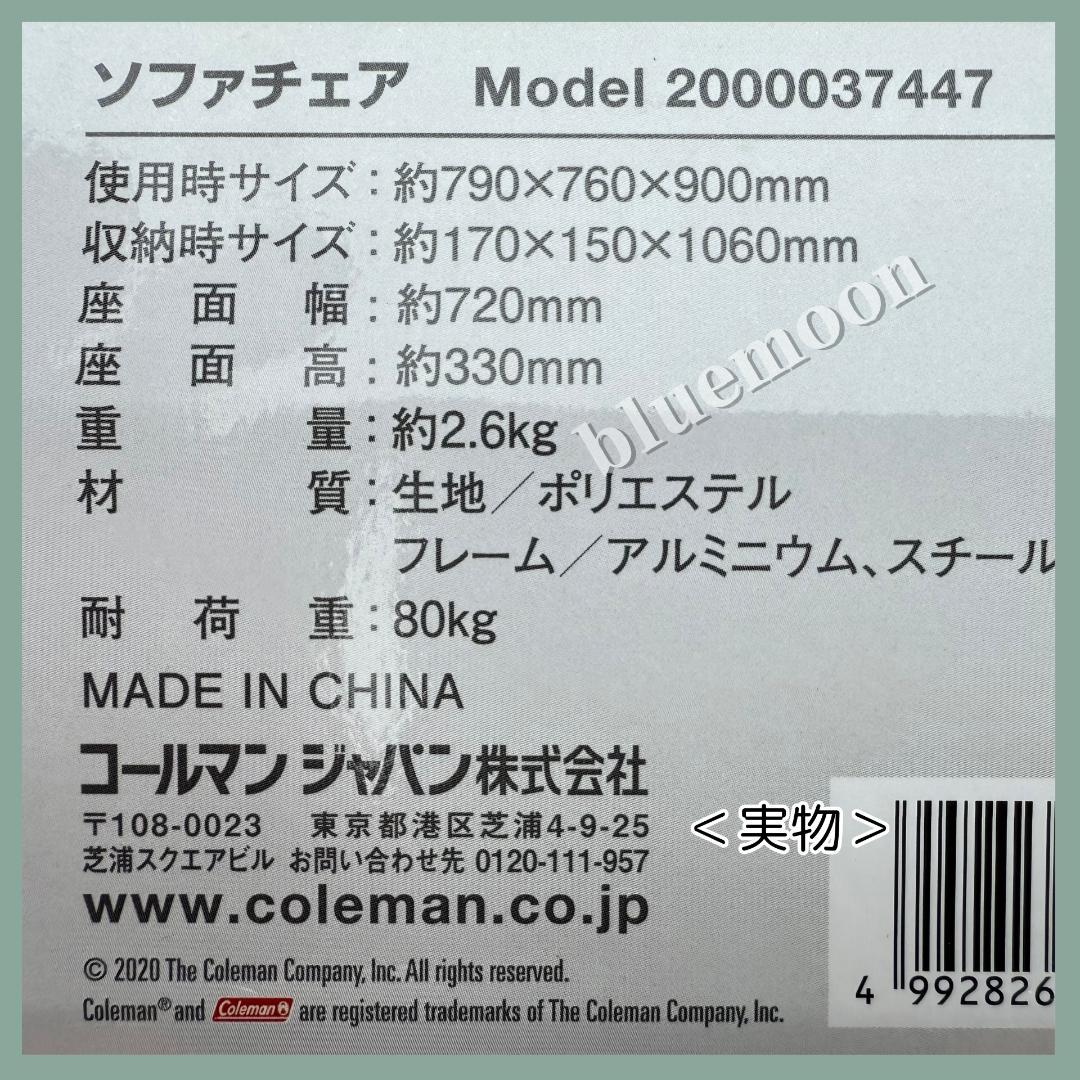 ソファチェア Model 2000037447
使用時サイズ：約790×760×900mm
収納時サイズ：約170×150×1060mm
座面幅：約720mm
座面高：約330mm
重量：約2.6kg
材質：生地／ポリエステル
フレーム／アルミニウム、スチール
耐荷重：80kg
MADE IN CHINA
コールマン ジャパン株式会社
〒108-0023 東京都港区芝浦4-9-25
芝浦スクエアビル お問い合わせ先 0120-111-957
www.coleman.co.jp
© 2020 The Coleman Company, Inc. All rights reserved.
Coleman® and Coleman are registered trademarks of The Coleman Company, Inc.
bluemoon
＜実物＞
4 992826